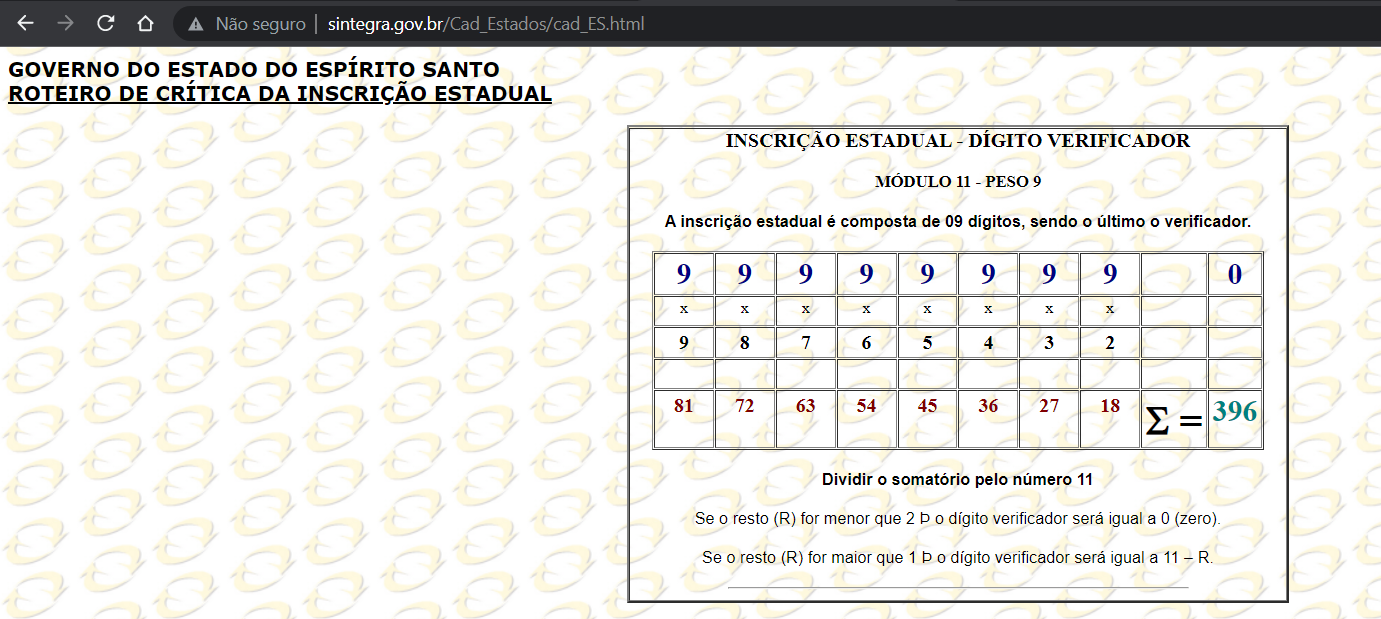 Não seguro | sintegra.gov.br/Cad_Estados/cad_ES.html
GOVERNO DO ESTADO DO ESPÍRITO SANTO
ROTEIRO DE CRÍTICA DA INSCRIÇÃO ESTADUAL
INSCRIÇÃO ESTADUAL - DÍGITO VERIFICADOR
MÓDULO 11 - PESO 9
A inscrição estadual é composta de 09 dígitos, sendo o último o verificador.
9 9 9 9 9 9 9 9 0
x x x x x x x x
9 8 7 6 5 4 3 2
81 72 63 54 45 36 27 18 Σ = 396
Dividir o somatório pelo número 11
Se o resto (R) for menor que 2 Þ o dígito verificador será igual a 0 (zero).
Se o resto (R) for maior que 1 Þ o dígito verificador será igual a 11 – R.